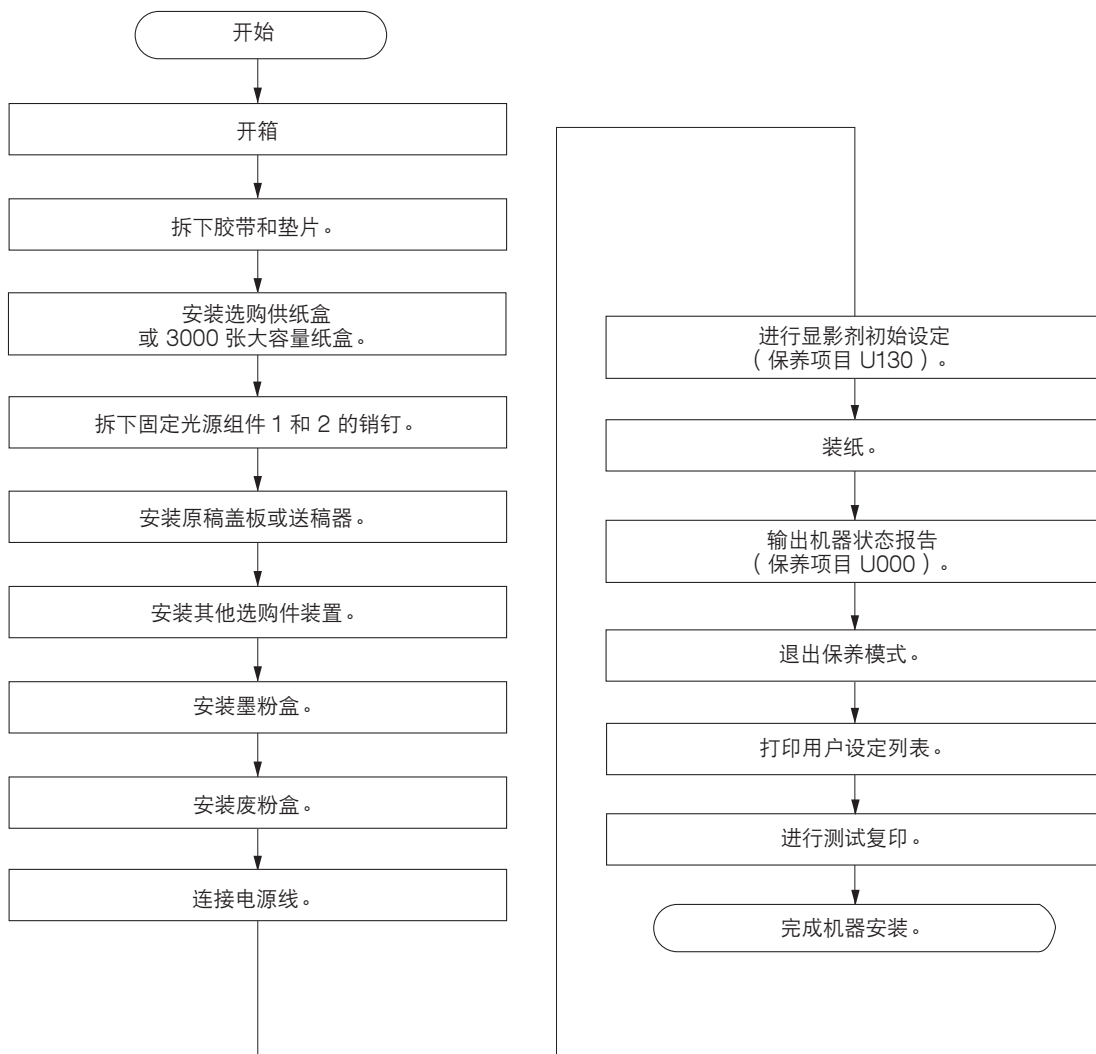 开始
开箱
拆下胶带和垫片。
安装选购供纸盒
或 3000 张大容量纸盒。
拆下固定光源组件 1 和 2 的销钉。
安装原稿盖板或送稿器。
安装其他选购件装置。
安装墨粉盒。
安装废粉盒。
连接电源线。
进行显影剂初始设定
（保养项目 U130）。
装纸。
输出机器状态报告
（保养项目 U000）。
退出保养模式。
打印用户设定列表。
进行测试复印。
完成机器安装。